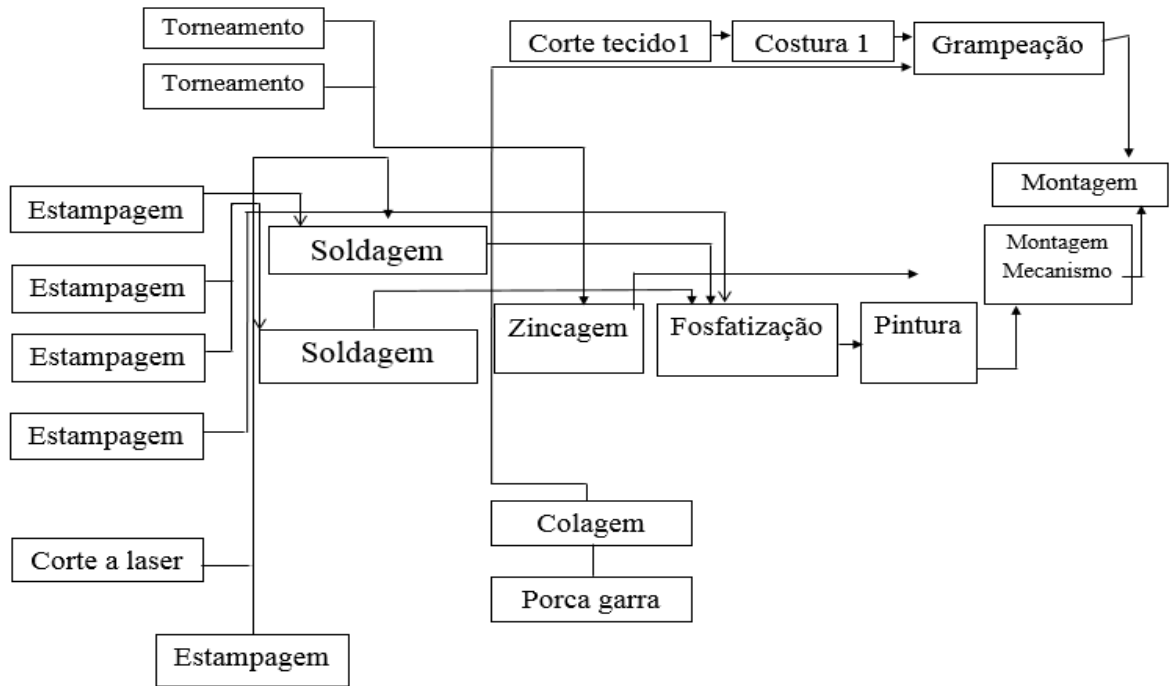 Torneamento
Corte tecido1
Costura 1
Grampeação
Torneamento
Montagem
Estampagem
Soldagem
Montagem
Mecanismo
Estampagem
Zincagem
Fosfatização
Pintura
Estampagem
Soldagem
Estampagem
Colagem
Corte a laser
Porca garra
Estampagem